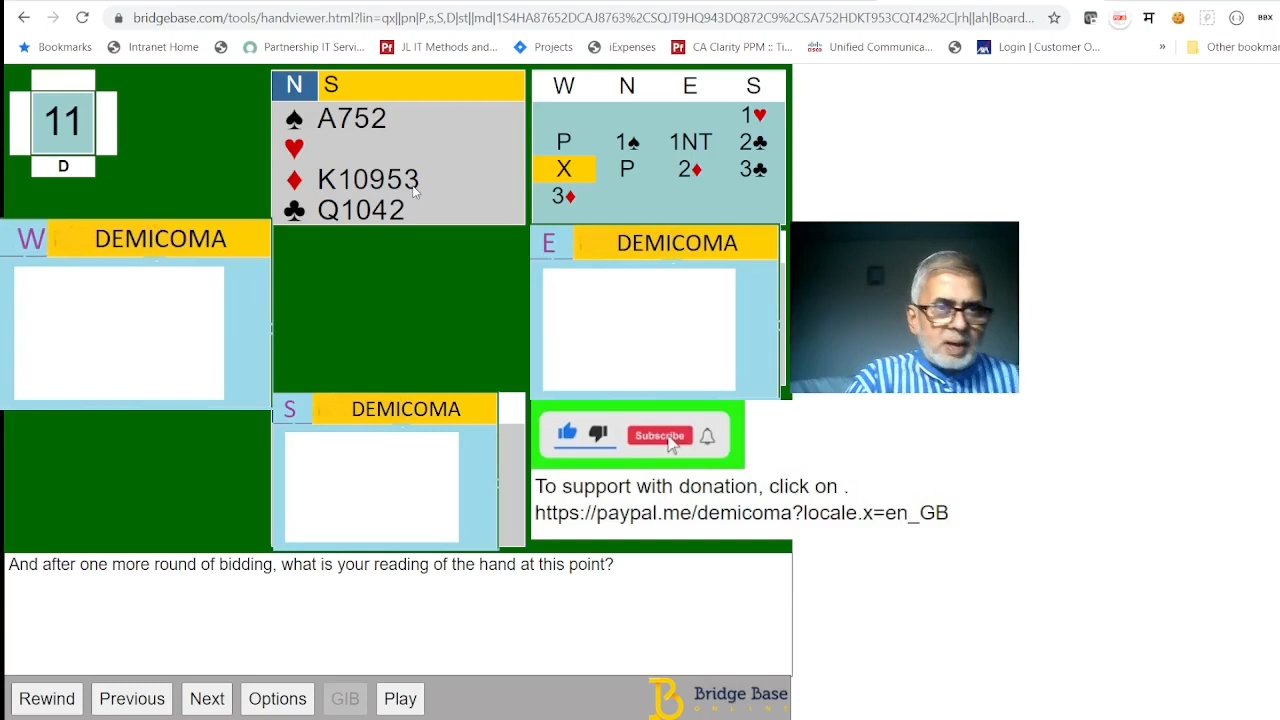 bridgebase.com/tools/handviewer.html?lin=qx||pn|P,s,S,D|st||md|1S4HA87652DCAJ8763%2CSQJT9HQ943DQ872C9%2CSA752HDKT953CQT42%2C|rh||ah|Board...
Bookmarks Intranet Home Partnership IT Servi... JL IT Methods and... Projects iExpenses CA Clarity PPM :: Ti... Unified Communica... Login | Customer O... » Other bookmar
11
D
N S
♠ A752
♥
♦ K10953
♣ Q1042
W N E S
1♥
P 1♠ 1NT 2♣
X P 2♦ 3♣
3♦
W DEMICOMA
E DEMICOMA
S DEMICOMA
Subscribe
To support with donation, click on .
https://paypal.me/demicoma?locale.x=en_GB
And after one more round of bidding, what is your reading of the hand at this point?
Rewind Previous Next Options GIB Play
Bridge Base
ONLINE